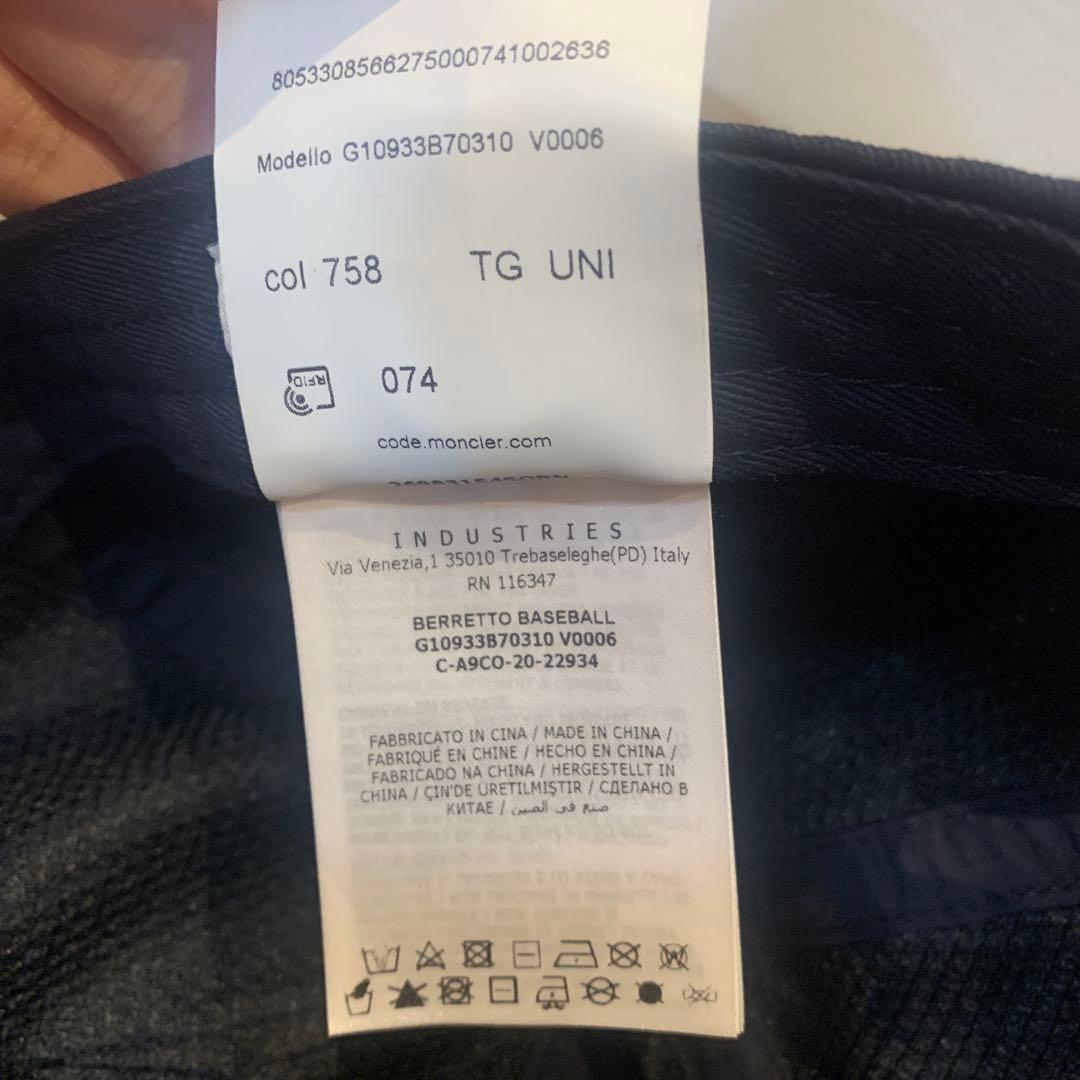 8053308566275000741002636
Modello G10933B70310 V0006
col 758 TG UNI
RFID
074
code.moncler.com
INDUSTRIES
Via Venezia,1 35010 Trebaseleghe(PD) Italy
RN 116347
BERRETTO BASEBALL
G10933B70310 V0006
C-A9CO-20-22934
FABBRICATO IN CINA / MADE IN CHINA /
FABRIQUÉ EN CHINE / HECHO EN CHINA /
FABRICADO NA CHINA / HERGESTELLT IN
CHINA / ÇIN'DE ÜRETILMIŞTIR / СДЕЛАНО В
КИТАЕ / صنع في الصين.